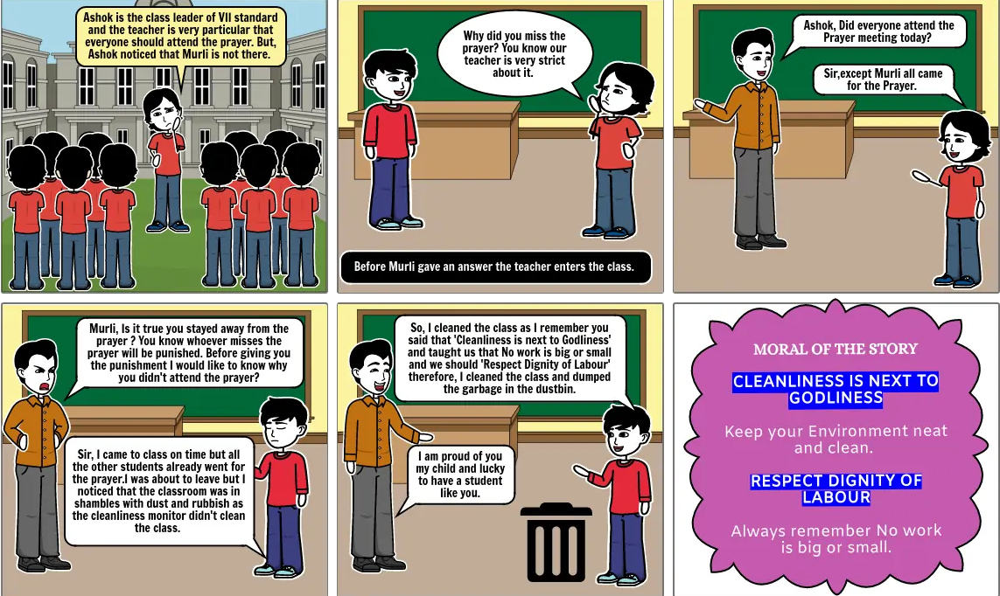 Ashok is the class leader of VII standard
and the teacher is very particular that
everyone should attend the prayer. But,
Ashok noticed that Murli is not there.
Why did you miss the
prayer? You know our
teacher is very strict
about it.
Before Murli gave an answer the teacher enters the class.
Ashok, Did everyone attend the
Prayer meeting today?
Sir,except Murli all came
for the Prayer.
Murli, Is it true you stayed away from the
prayer ? You know whoever misses the
prayer will be punished. Before giving you
the punishment I would like to know why
you didn't attend the prayer?
Sir, I came to class on time but all
the other students already went for
the prayer.I was about to leave but I
noticed that the classroom was in
shambles with dust and rubbish as
the cleanliness monitor didn't clean
the class.
So, I cleaned the class as I remember you
said that 'Cleanliness is next to Godliness'
and taught us that No work is big or small
and we should 'Respect Dignity of Labour'
therefore, I cleaned the class and dumped
the garbage in the dustbin.
I am proud of you
my child and lucky
to have a student
like you.
MORAL OF THE STORY
CLEANLINESS IS NEXT TO
GODLINESS
Keep your Environment neat
and clean.
RESPECT DIGNITY OF
LABOUR
Always remember No work
is big or small.